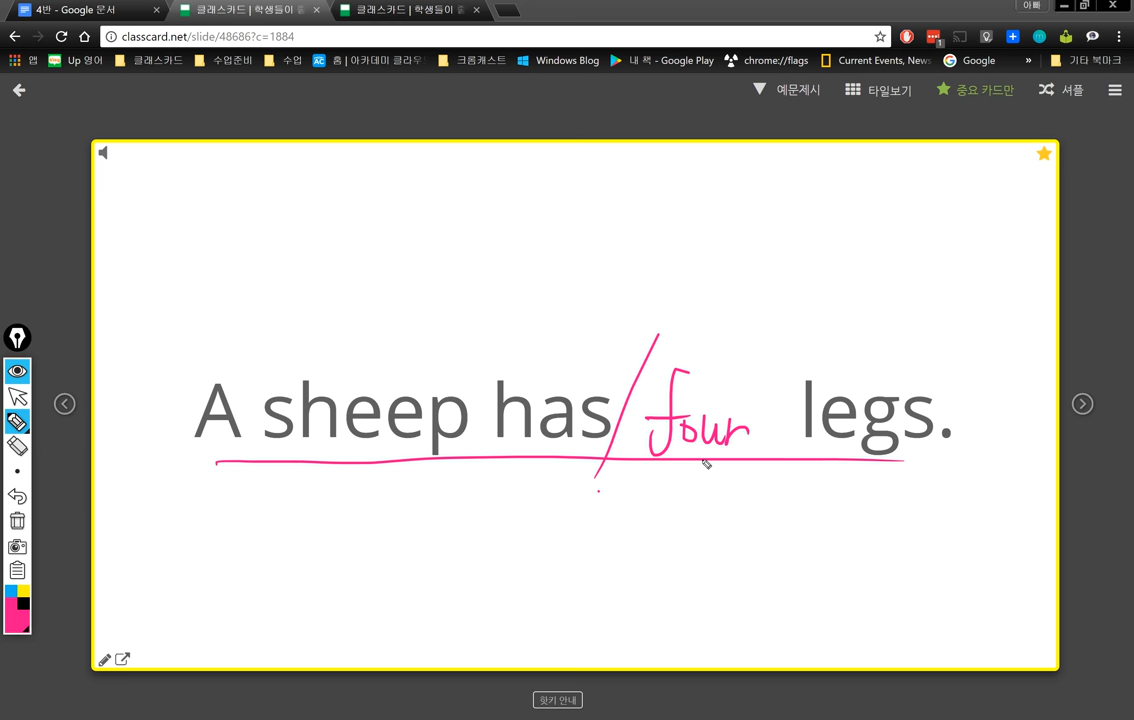 4반 - Google 문서
클래스카드 | 학생들이
클래스카드 | 학생들이
아빠
classcard.net/slide/48686?c=1884
1
앱
Up 영어
클래스카드
수업준비
수업
AC 홈 | 아카데미 클라우
크롬캐스트
Windows Blog
내 책 - Google Play
chrome://flags
Current Events, News
Google
»
기타 북마크
예문제시
타일보기
중요 카드만
셔플
A sheep has / four legs.
핫키 안내